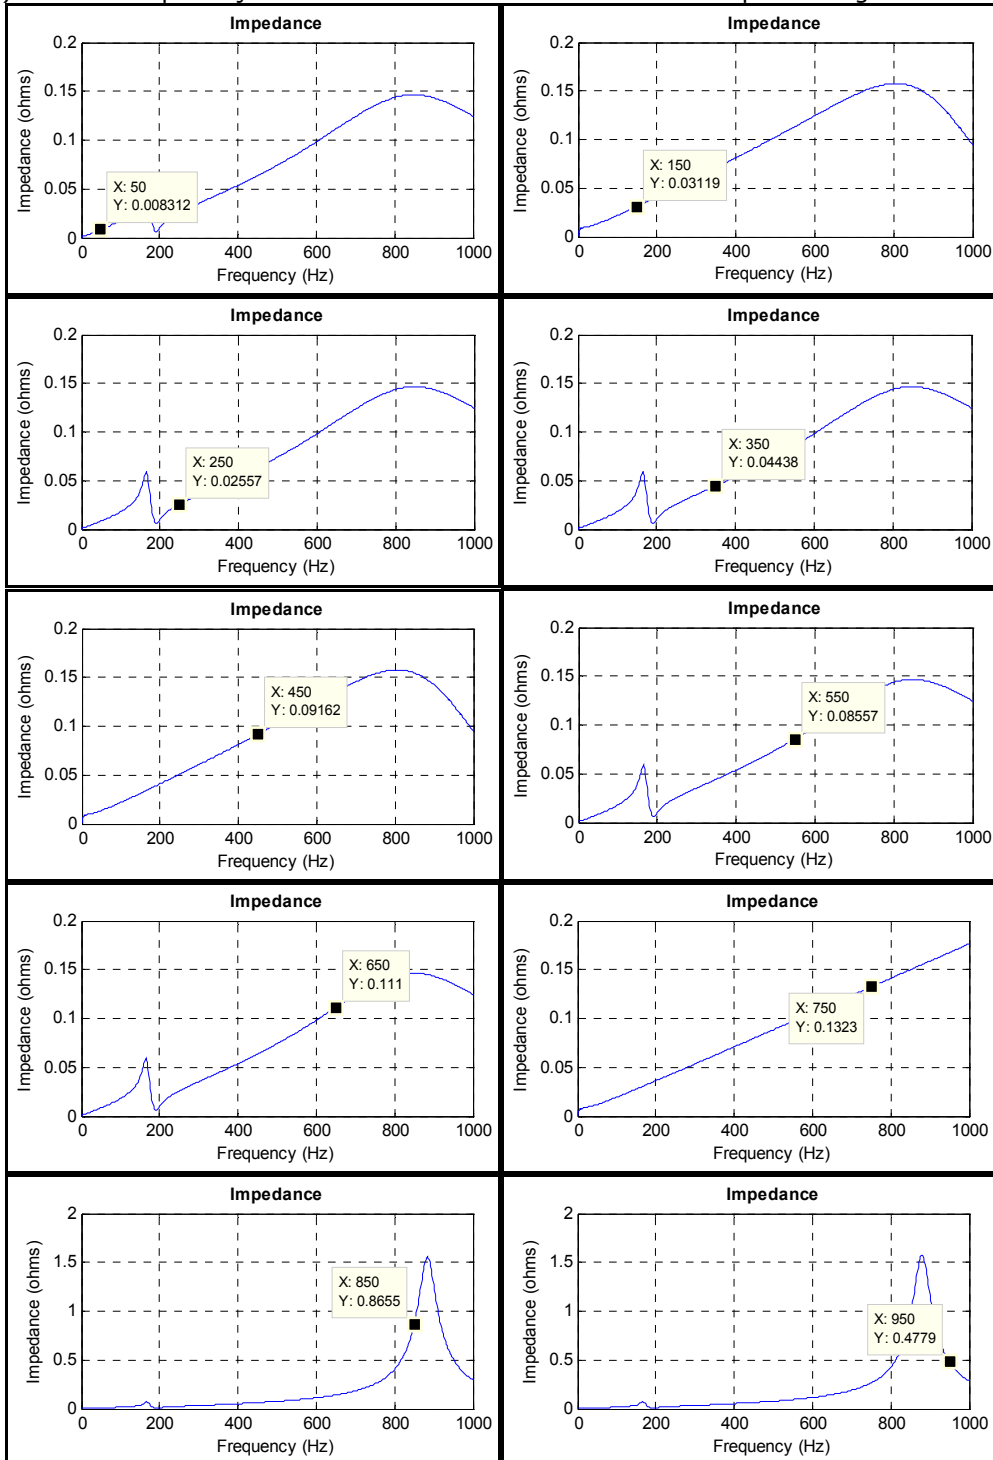 Impedance
Impedance (ohms)
0.2
0.15
0.1
0.05
0
X: 50
Y: 0.008312
0 200 400 600 800 1000
Frequency (Hz)
Impedance
Impedance (ohms)
0.2
0.15
0.1
0.05
0
X: 150
Y: 0.03119
0 200 400 600 800 1000
Frequency (Hz)
Impedance
Impedance (ohms)
0.2
0.15
0.1
0.05
0
X: 250
Y: 0.02557
0 200 400 600 800 1000
Frequency (Hz)
Impedance
Impedance (ohms)
0.2
0.15
0.1
0.05
0
X: 350
Y: 0.04438
0 200 400 600 800 1000
Frequency (Hz)
Impedance
Impedance (ohms)
0.2
0.15
0.1
0.05
0
X: 450
Y: 0.09162
0 200 400 600 800 1000
Frequency (Hz)
Impedance
Impedance (ohms)
0.2
0.15
0.1
0.05
0
X: 550
Y: 0.08557
0 200 400 600 800 1000
Frequency (Hz)
Impedance
Impedance (ohms)
0.2
0.15
0.1
0.05
0
X: 650
Y: 0.111
0 200 400 600 800 1000
Frequency (Hz)
Impedance
Impedance (ohms)
0.2
0.15
0.1
0.05
0
X: 750
Y: 0.1323
0 200 400 600 800 1000
Frequency (Hz)
Impedance
Impedance (ohms)
2
1.5
1
0.5
0
X: 850
Y: 0.8655
0 200 400 600 800 1000
Frequency (Hz)
Impedance
Impedance (ohms)
2
1.5
1
0.5
0
X: 950
Y: 0.4779
0 200 400 600 800 1000
Frequency (Hz)